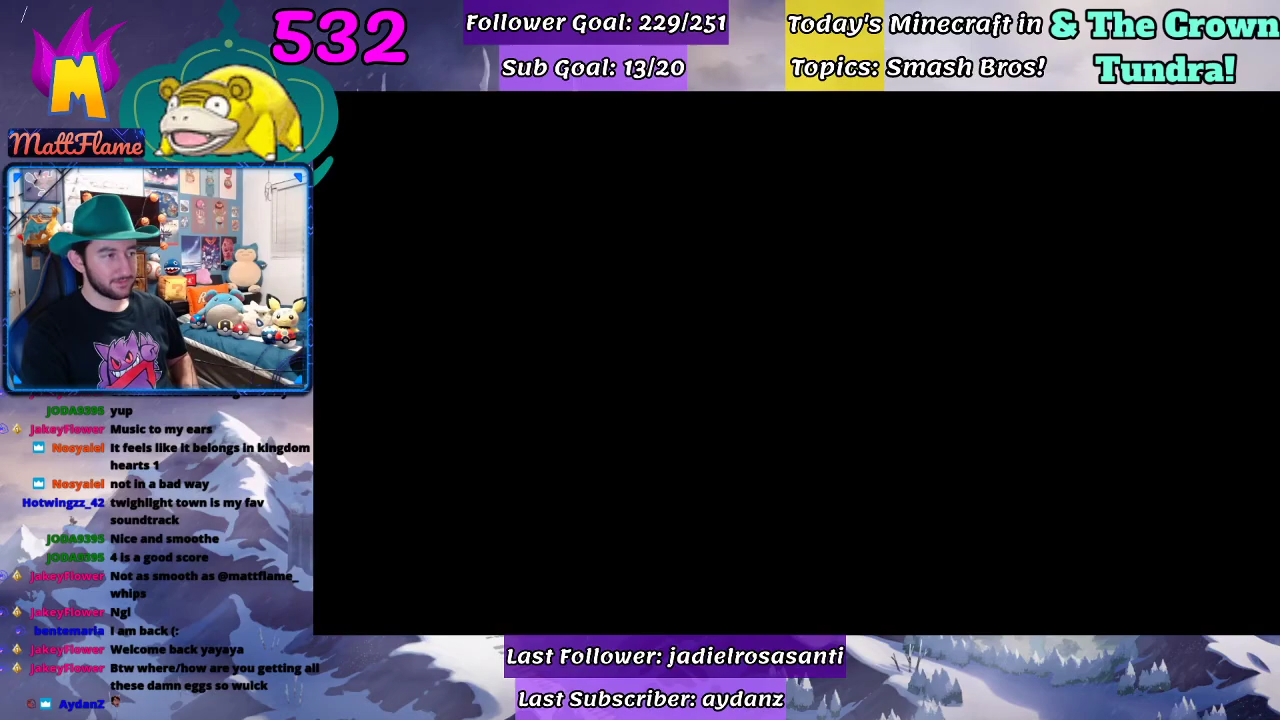 532
Follower Goal: 229/251
Sub Goal: 13/20
Today's Minecraft in
Topics: Smash Bros!
& The Crown
Tundra!
M
MattFlame
JODA9395 yup
JakeyFlower Music to my ears
Nosyalei It feels like it belongs in kingdom
hearts 1
Nosyalei not in a bad way
Hotwingzz_42 twighlight town is my fav
soundtrack
JODA9395 Nice and smoothe
JODA9395 4 is a good score
JakeyFlower Not as smooth as @mattflame_
whips
JakeyFlower Ngl
bentemaria I am back (:
JakeyFlower Welcome back yayaya
JakeyFlower Btw where/how are you getting all
these damn eggs so wuick
AydanZ
Last Follower: jadielrosasanti
Last Subscriber: aydanz